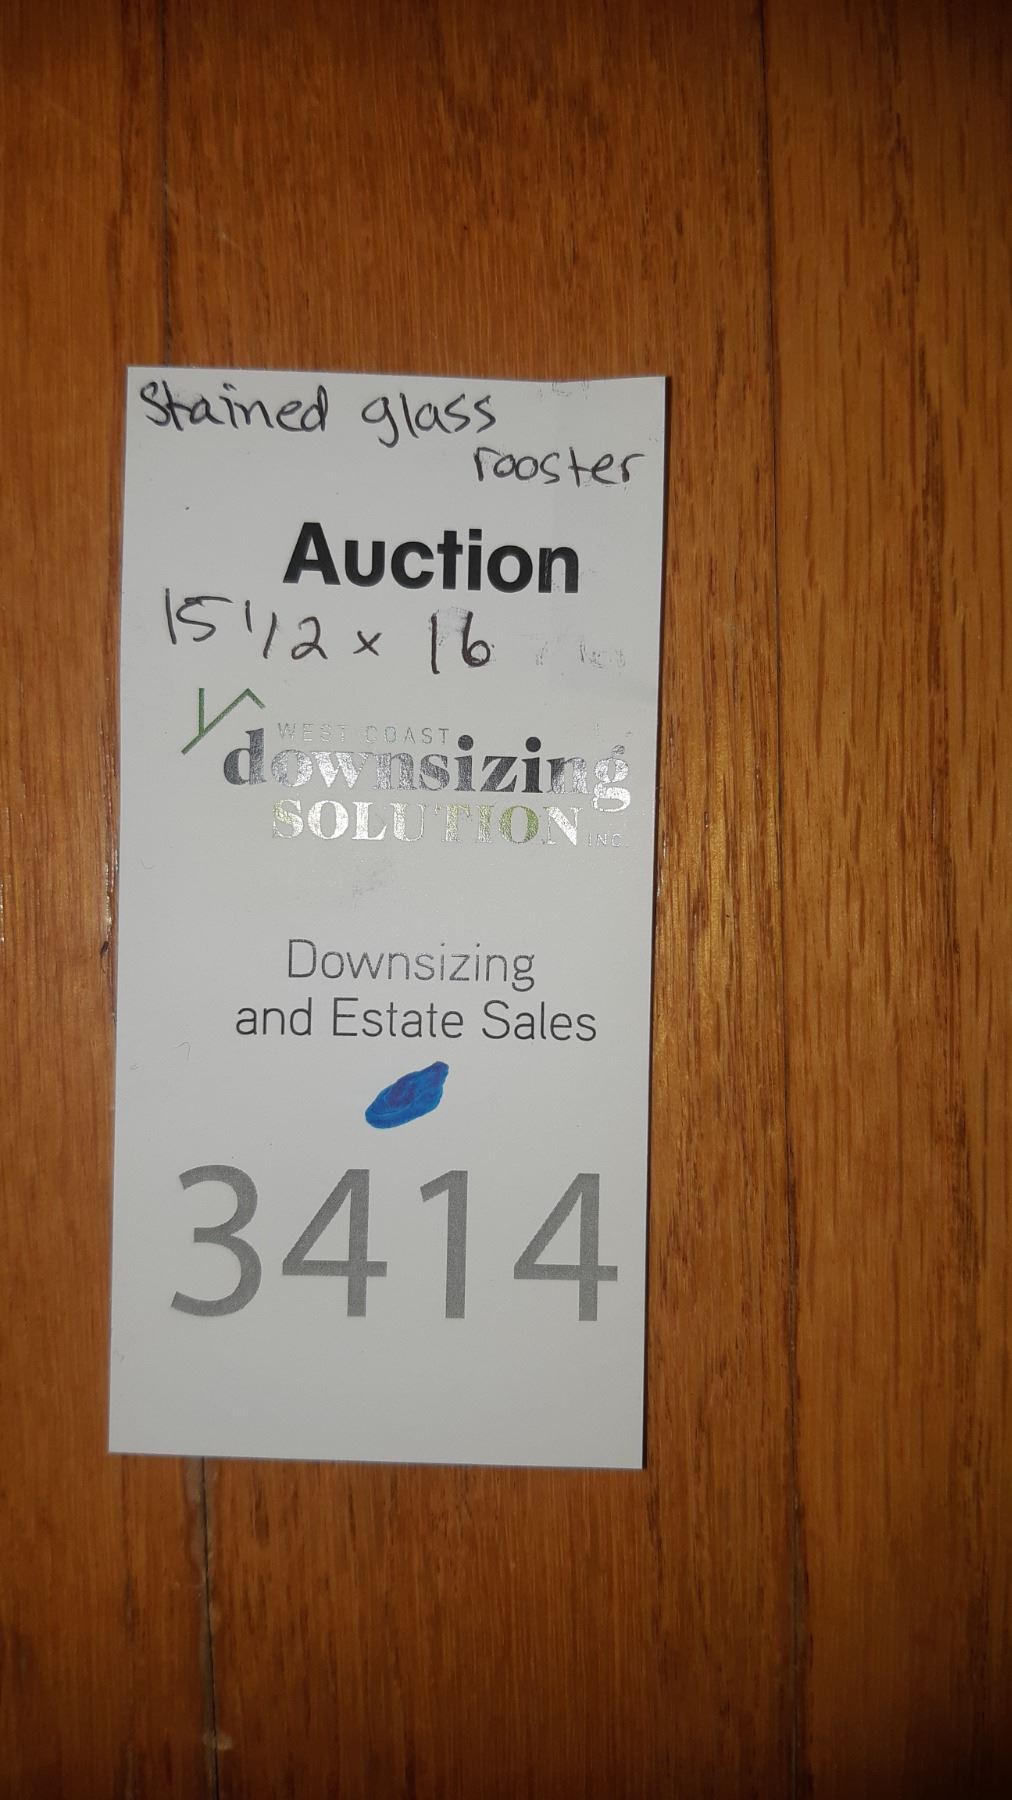 Stained glass
rooster
Auction
15 1/2 x 16
WEST COAST
downsizing
SOLUTION INC.
Downsizing
and Estate Sales
3414